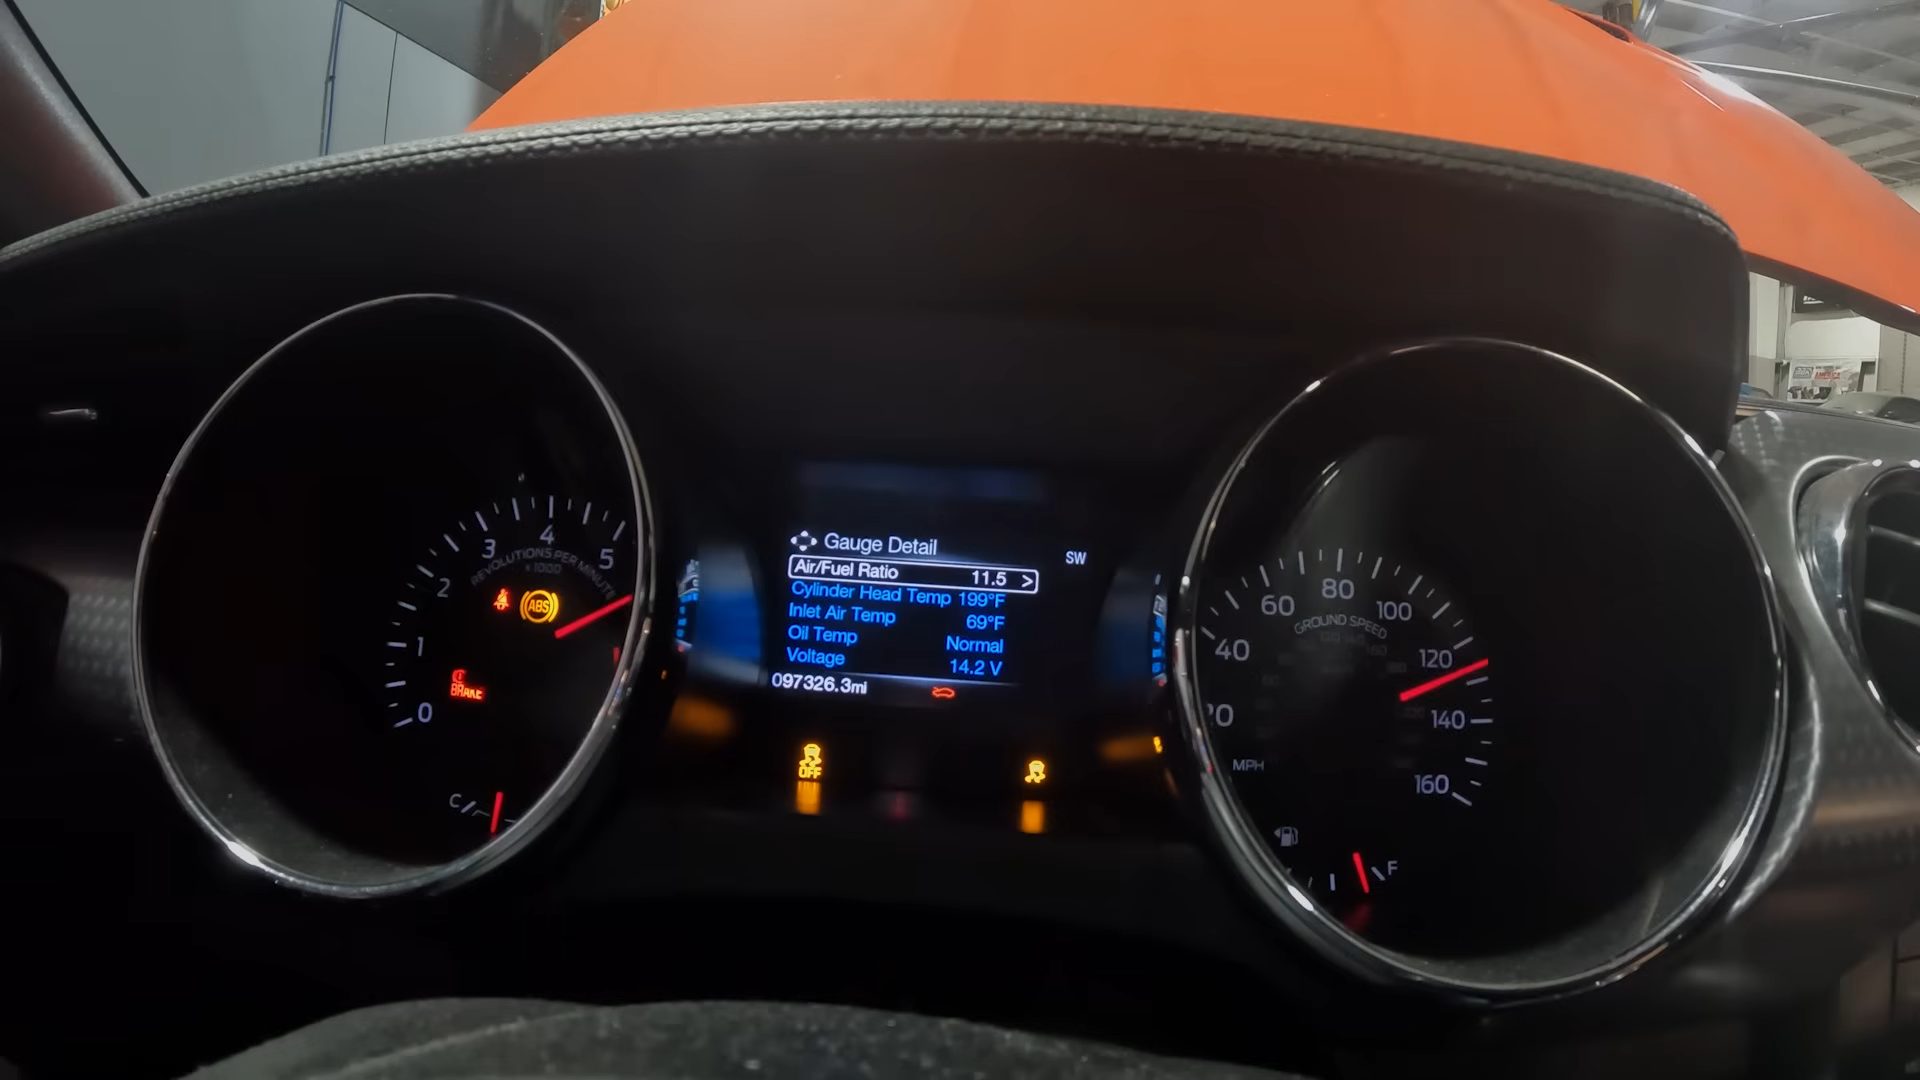 0
1
2
3
4
5
REVOLUTIONS PER MINUTE
x 1000
ABS
BRAKE
C
Gauge Detail
SW
Air/Fuel Ratio 11.5 >
Cylinder Head Temp 199°F
Inlet Air Temp 69°F
Oil Temp Normal
Voltage 14.2 V
097326.3mi
OFF
20
40
60
80
100
120
140
160
GROUND SPEED
MPH
F